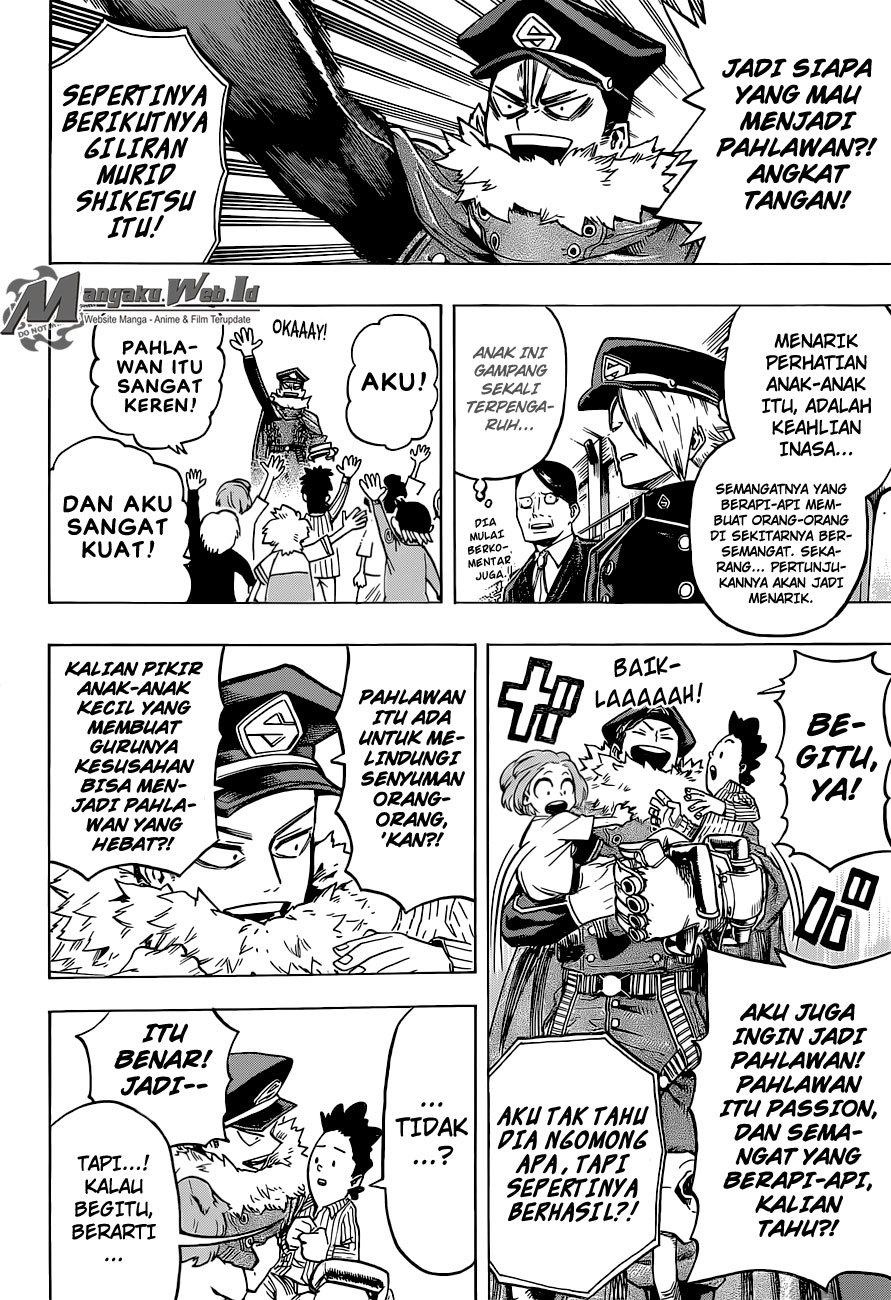 JADI SIAPA
YANG MAU
MENJADI
PAHLAWAN?!
ANGKAT
TANGAN!
SEPERTINYA
BERIKUTNYA
GILIRAN
MURID
SHIKETSU
ITU!
Mangaku.Web.Id
Website Manga - Anime & Film Terupdate
MENARIK
PERHATIAN
ANAK-ANAK
ITU, ADALAH
KEAHLIAN
INASA...
SEMANGATNYA YANG
BERAPI-API MEM-
BUAT ORANG-ORANG
DI SEKITARNYA BER-
SEMANGAT. SEKA-
RANG... PERTUNJU-
KANNYA AKAN JADI
MENARIK.
ANAK INI
GAMPANG
SEKALI
TERPENGA-
RUH...
DIA
MULAI
BERKO-
MENTAR
JUGA.!
OKAAAY!
AKU!
PAHLA-
WAN ITU
SANGAT
KEREN!
DAN AKU
SANGAT
KUAT!
BE-
GITU,
YA!
BAIK-
LAAAAAH!
AKU JUGA
INGIN JADI
PAHLAWAN!
PAHLAWAN
ITU PASSION,
DAN SEMA-
NGAT YANG
BERAPI-API,
KALIAN
TAHU?!
AKU TAK TAHU
DIA NGOMONG
APA, TAPI
SEPERTINYA
BERHASIL?!
PAHLAWAN
ITU ADA
UNTUK ME-
LINDUNGI
SENYUMAN
ORANG-
ORANG,
'KAN?!
KALIAN PIKIR
ANAK-ANAK
KECIL YANG
MEMBUAT
GURUNYA
KESUSAHAN
BISA MEN-
JADI PAHLA-
WAN YANG
HEBAT?!
...
TIDAK
...?
ITU
BENAR!
JADI--
TAPI...!
KALAU
BEGITU,
BERARTI
...